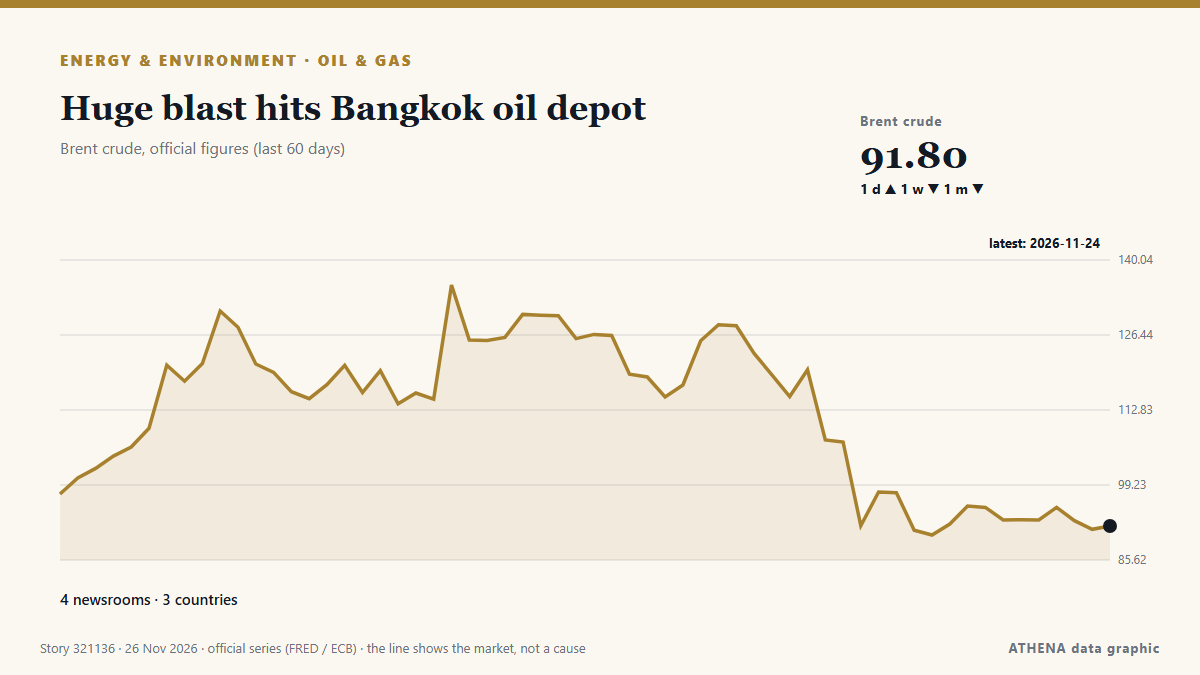 ENERGY & ENVIRONMENT · OIL & GAS
Huge blast hits Bangkok oil depot
Brent crude, official figures (last 60 days)
Brent crude
91.80
1 d ▲ 1 w ▼ 1 m ▼
latest: 2026-11-24
140.04
126.44
112.83
99.23
85.62
4 newsrooms · 3 countries
Story 321136 · 26 Nov 2026 · official series (FRED / ECB) · the line shows the market, not a cause
ATHENA data graphic